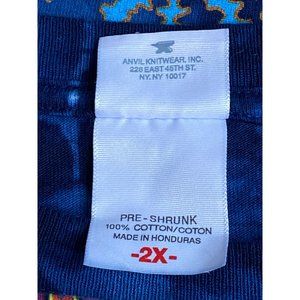 ANVIL KNITWEAR, INC.
228 EAST 45TH ST.
NY. NY 10017
PRE-SHRUNK
100% COTTON/COTON
MADE IN HONDURAS
-2X-